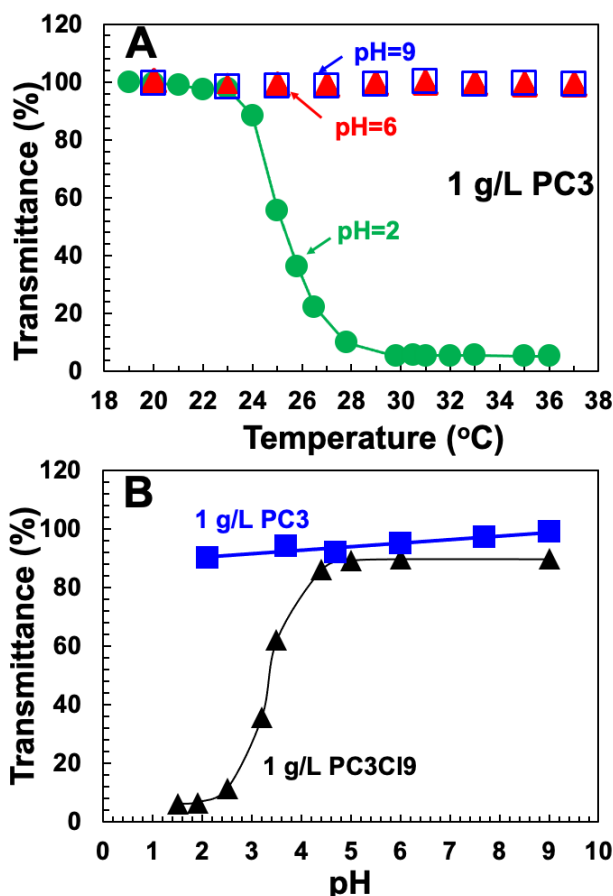 A
120
100
80
60
40
20
0
Transmittance (%)
pH=9
pH=6
1 g/L PC3
pH=2
18 20 22 24 26 28 30 32 34 36 38
Temperature (ºC)
B
120
100
80
60
40
20
0
Transmittance (%)
1 g/L PC3
1 g/L PC3Cl9
0 1 2 3 4 5 6 7 8 9 10
pH